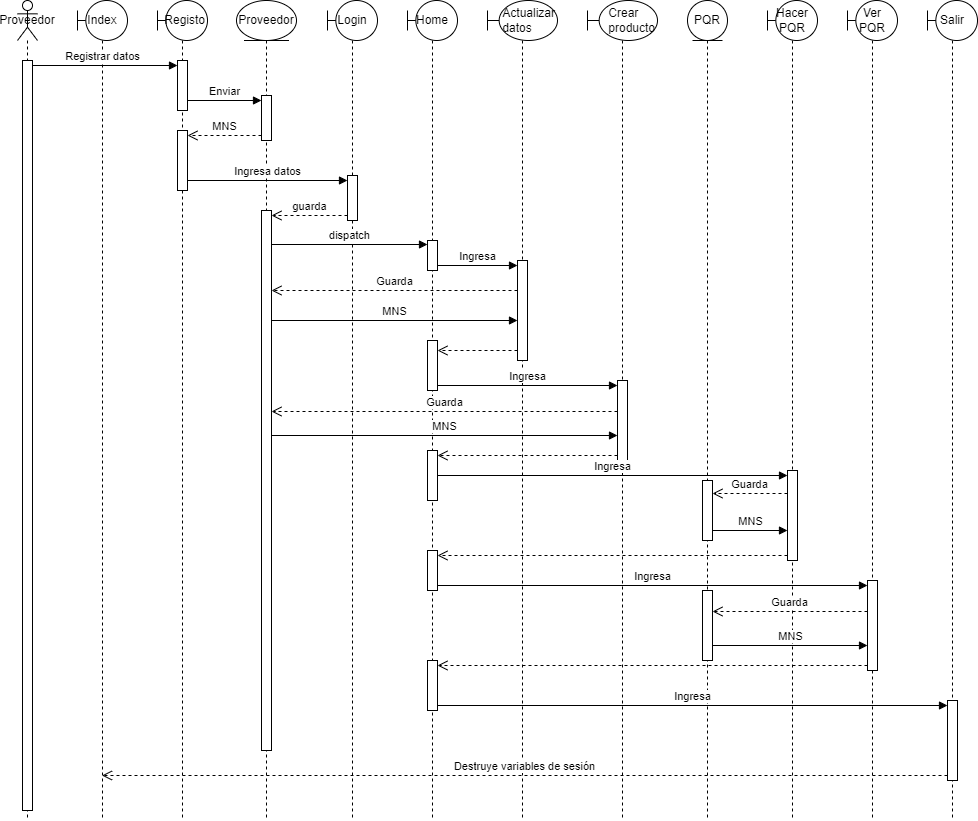 Proveedor
Index
Registo
Proveedor
Login
Home
Actualizar
datos
Crear
producto
PQR
Hacer
PQR
Ver
PQR
Salir
Registrar datos
Enviar
MNS
Ingresa datos
guarda
dispatch
Ingresa
Guarda
MNS
Ingresa
Guarda
MNS
Ingresa
Guarda
MNS
Ingresa
Guarda
MNS
Ingresa
Destruye variables de sesión